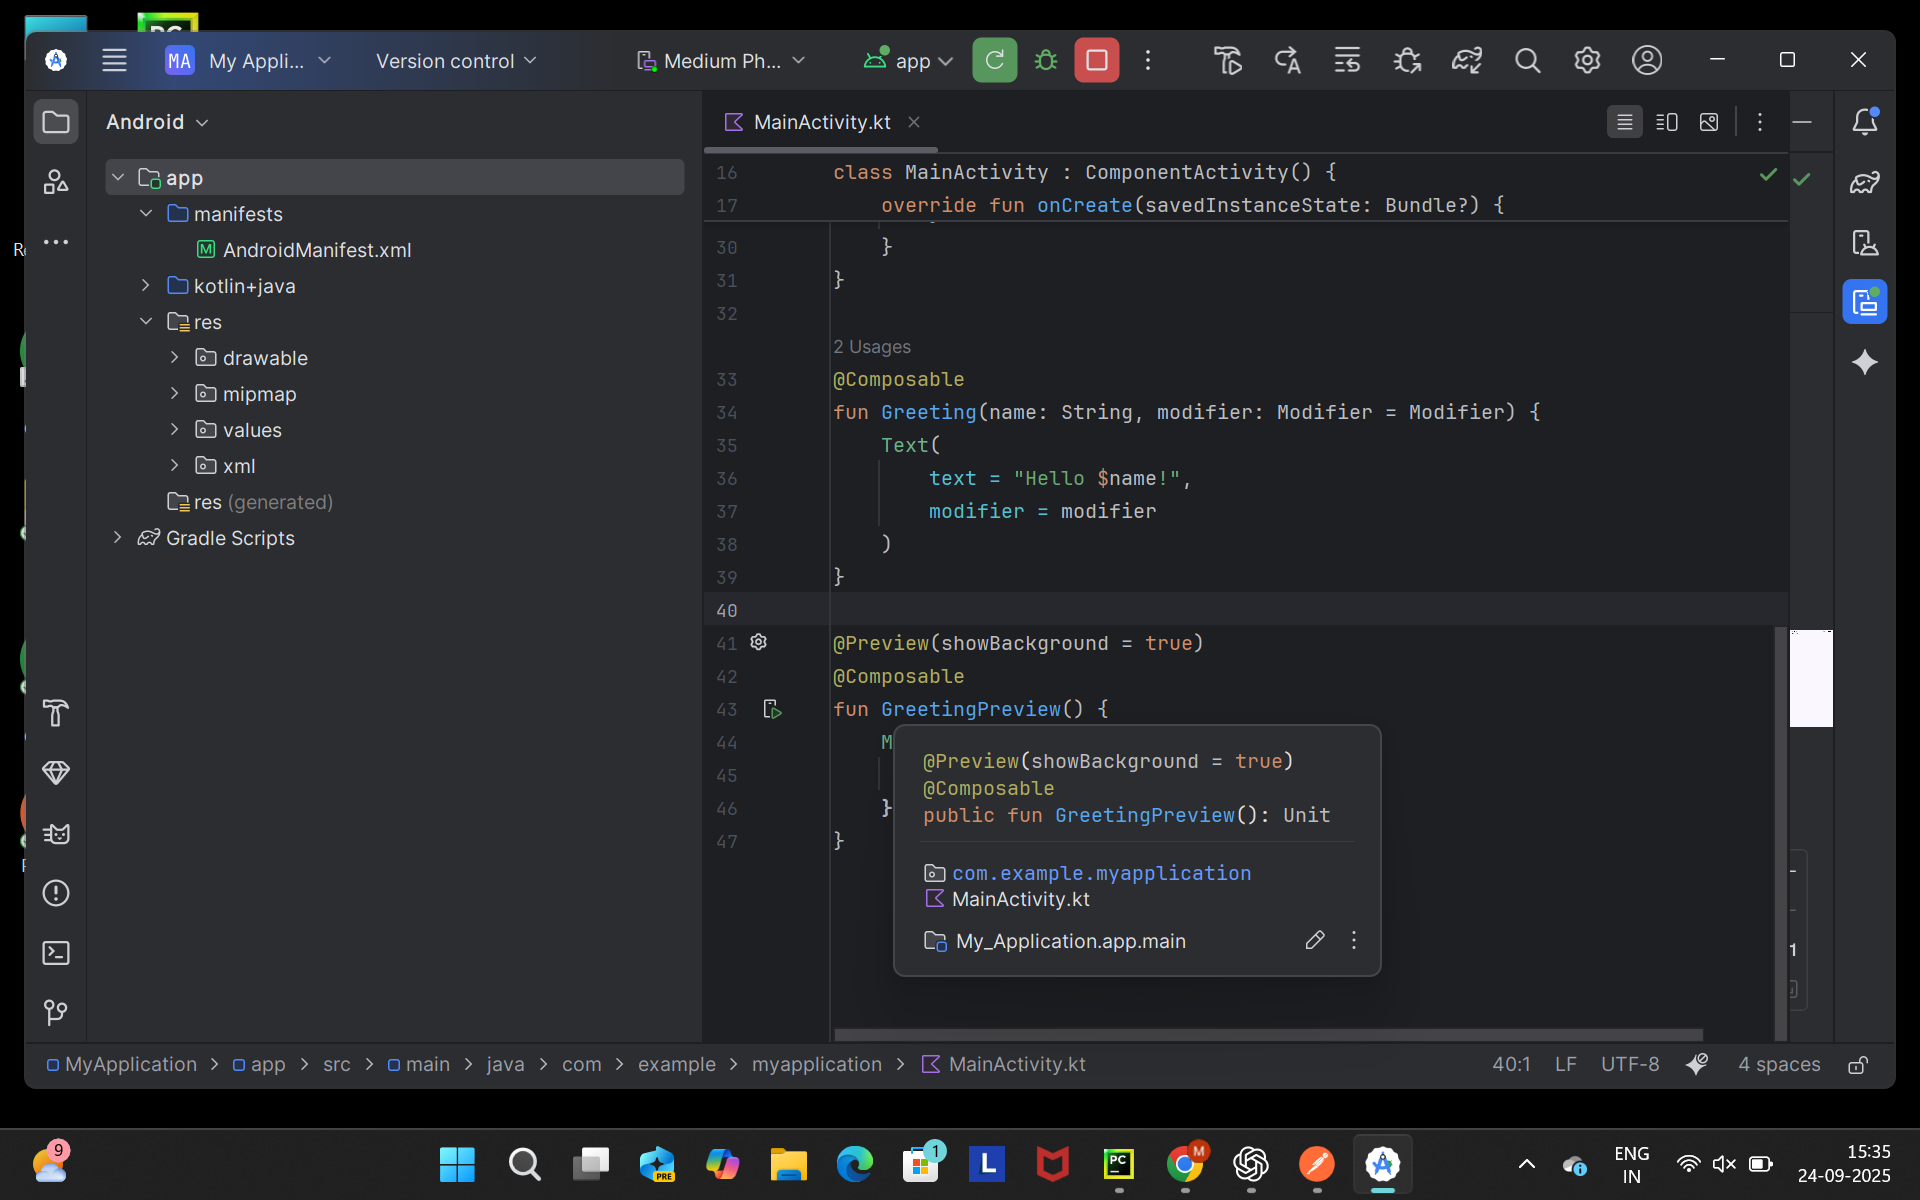 PC
MA My Appli...
Version control
Medium Ph...
app
Android
MainActivity.kt
app
manifests
AndroidManifest.xml
kotlin+java
res
drawable
mipmap
values
xml
res (generated)
Gradle Scripts
16 class MainActivity : ComponentActivity() {
17 override fun onCreate(savedInstanceState: Bundle?) {
30 }
31 }
32
2 Usages
33 @Composable
34 fun Greeting(name: String, modifier: Modifier = Modifier) {
35 Text(
36 text = "Hello $name!",
37 modifier = modifier
38 )
39 }
40
41 @Preview(showBackground = true)
42 @Composable
43 fun GreetingPreview() {
44 M
45
46 }
47 }
@Preview(showBackground = true)
@Composable
public fun GreetingPreview(): Unit
com.example.myapplication
MainActivity.kt
My_Application.app.main
MyApplication > app > src > main > java > com > example > myapplication > MainActivity.kt
40:1 LF UTF-8 4 spaces
9
PRE
1
L
PC
M
ENG
IN
15:35
24-09-2025